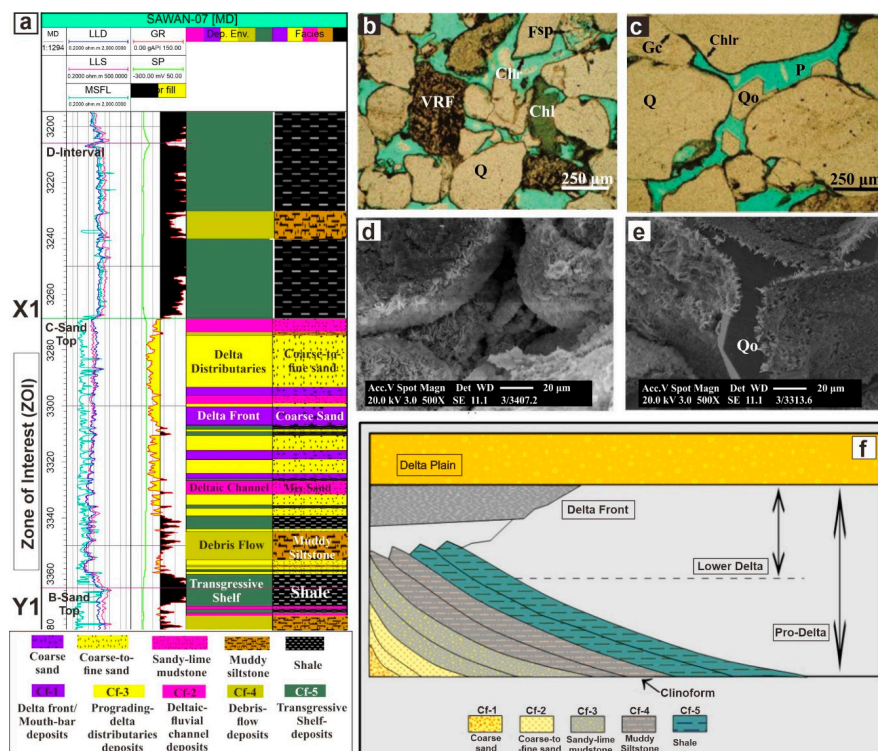 a
SAWAN-07 [MD]
MD
LLD
GR
Dep. Env.
Facies
1:1294
0.2000 ohm m 2,000.0000
0.00 gAPI 150.00
LLS
SP
0.2000 ohm m 500.0000
-300.00 mV 50.00
MSFL
or fill
0.2000 ohm m 2,000.0000
3200
D-Interval
3220
3240
3260
X1
C-Sand
Top
3280
Delta
Distributaries
Coarse-to-
fine sand
Zone of Interest (ZOI)
3300
Delta Front
Coarse Sand
3320
Deltaic Channel
Mix Sand
3340
Debris Flow
Muddy
Siltstone
3360
Transgressive
Shelf
Shale
Y1
B-Sand
Top
80
Coarse
sand
Coarse-to-
fine sand
Sandy-lime
mudstone
Muddy
siltstone
Shale
Cf-1
Cf-3
Cf-2
Cf-4
Cf-5
Delta front/
Mouth-bar
deposits
Prograding-
delta
distributaries
deposits
Deltaic-
fluvial
channel
deposits
Debris-
flow
deposits
Transgressive
Shelf-
deposits
b
Fsp
Chlr
VRF
Chl
Q
250 µm
c
Gc
Chlr
P
Q
Qo
250 µm
d
Acc.V Spot Magn Det WD 20 µm
20.0 kV 3.0 500X SE 11.1 3/3407.2
e
Qo
Acc.V Spot Magn Det WD 20 µm
20.0 kV 3.0 500X SE 11.1 3/3313.6
f
Delta Plain
Delta Front
Lower Delta
Pro-Delta
Clinoform
Cf-1
Cf-2
Cf-3
Cf-4
Cf-5
Coarse
sand
Coarse-to
-fine sand
Sandy-lime
mudstone
Muddy
Siltstone
Shale